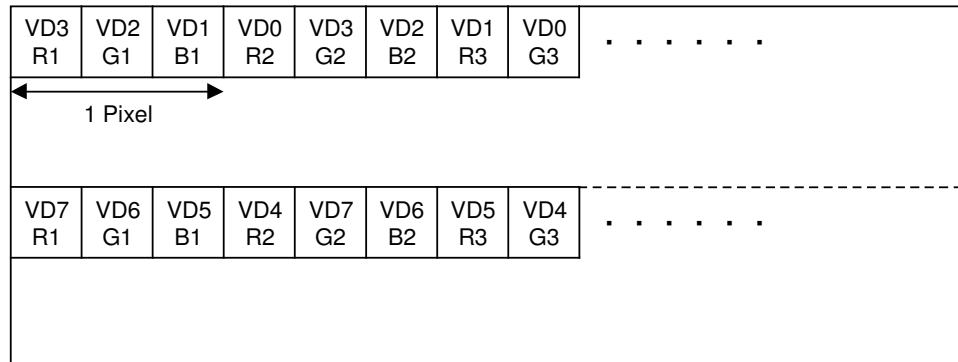 VD3 VD2 VD1 VD0 VD3 VD2 VD1 VD0
R1 G1 B1 R2 G2 B2 R3 G3
1 Pixel
VD7 VD6 VD5 VD4 VD7 VD6 VD5 VD4
R1 G1 B1 R2 G2 B2 R3 G3